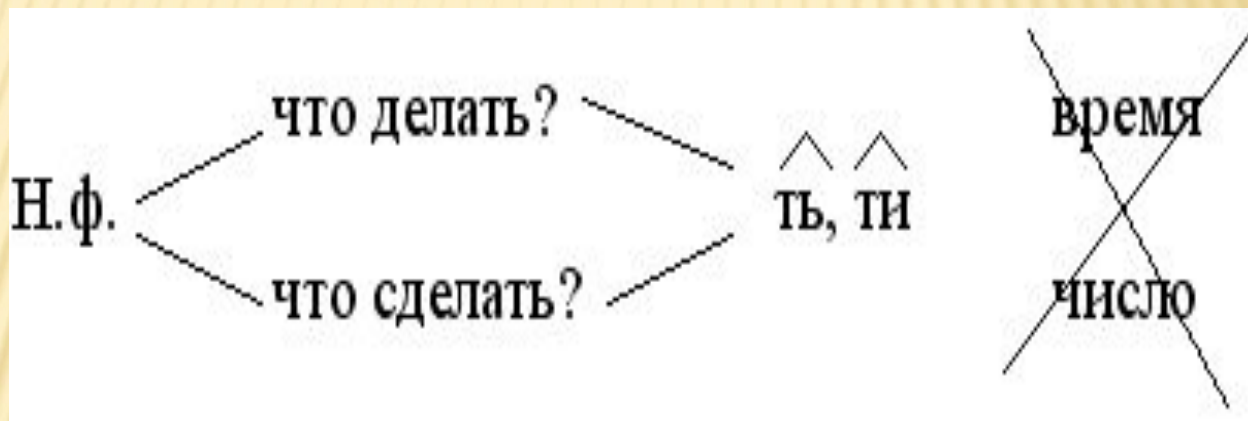 что делать?
время
Н.ф.
ть, ти
что сделать?
число